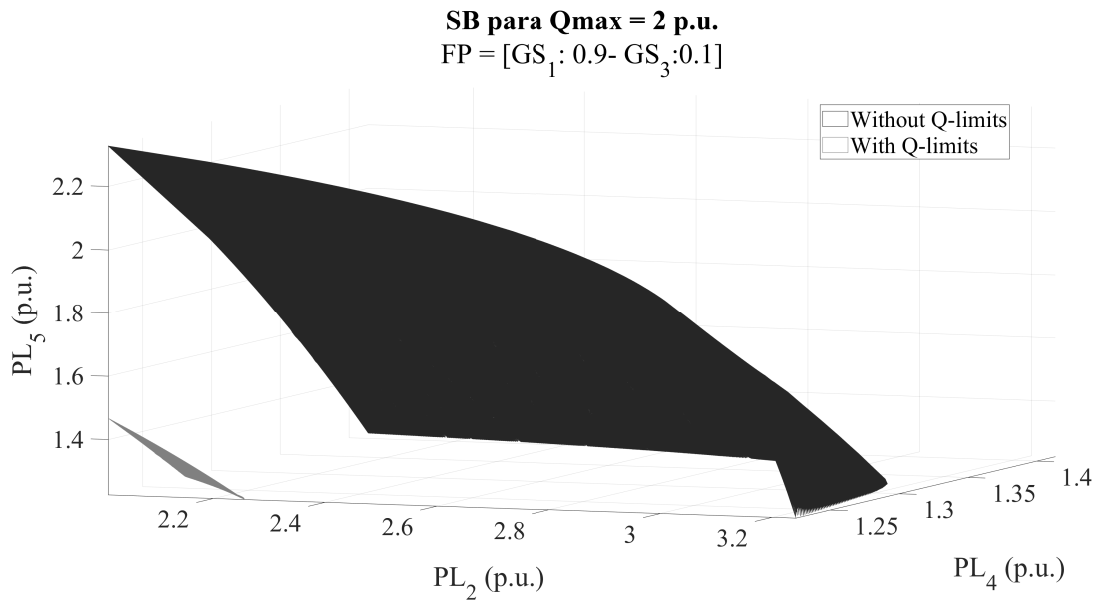 SB para Qmax = 2 p.u.
FP = [GS1: 0.9- GS3:0.1]
Without Q-limits
With Q-limits
2.2
2
1.8
1.6
1.4
PL5 (p.u.)
2.2
2.4
2.6
2.8
3
3.2
PL2 (p.u.)
1.25
1.3
1.35
1.4
PL4 (p.u.)